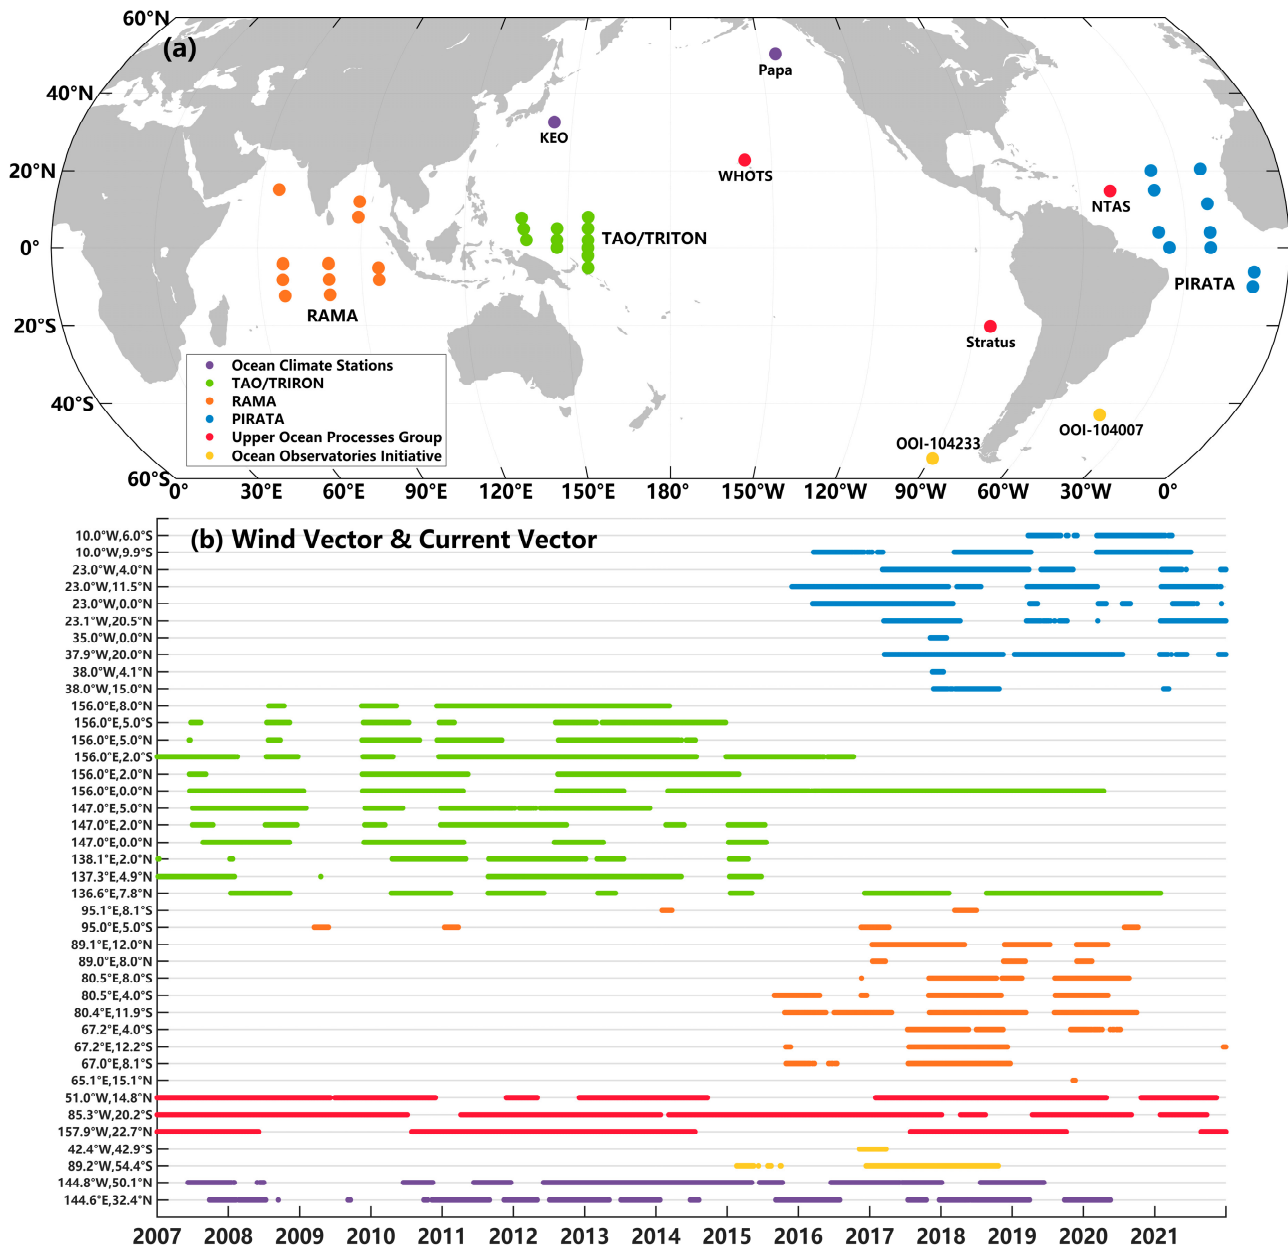 60°N
(a)
Papa
40°N
KEO
WHOTS
20°N
NTAS
TAO/TRITON
0°
PIRATA
RAMA
20°S
Stratus
Ocean Climate Stations
TAO/TRIRON
RAMA
40°S
PIRATA
OOI-104007
Upper Ocean Processes Group
OOI-104233
Ocean Observatories Initiative
60°S
0° 30°E 60°E 90°E 120°E 150°E 180° 150°W 120°W 90°W 60°W 30°W 0°
(b) Wind Vector & Current Vector
10.0°W,6.0°S
10.0°W,9.9°S
23.0°W,4.0°N
23.0°W,11.5°N
23.0°W,0.0°N
23.1°W,20.5°N
35.0°W,0.0°N
37.9°W,20.0°N
38.0°W,4.1°N
38.0°W,15.0°N
156.0°E,8.0°N
156.0°E,5.0°S
156.0°E,5.0°N
156.0°E,2.0°S
156.0°E,2.0°N
156.0°E,0.0°N
147.0°E,5.0°N
147.0°E,2.0°N
147.0°E,0.0°N
138.1°E,2.0°N
137.3°E,4.9°N
136.6°E,7.8°N
95.1°E,8.1°S
95.0°E,5.0°S
89.1°E,12.0°N
89.0°E,8.0°N
80.5°E,8.0°S
80.5°E,4.0°S
80.4°E,11.9°S
67.2°E,4.0°S
67.2°E,12.2°S
67.0°E,8.1°S
65.1°E,15.1°N
51.0°W,14.8°N
85.3°W,20.2°S
157.9°W,22.7°N
42.4°W,42.9°S
89.2°W,54.4°S
144.8°W,50.1°N
144.6°E,32.4°N
2007 2008 2009 2010 2011 2012 2013 2014 2015 2016 2017 2018 2019 2020 2021